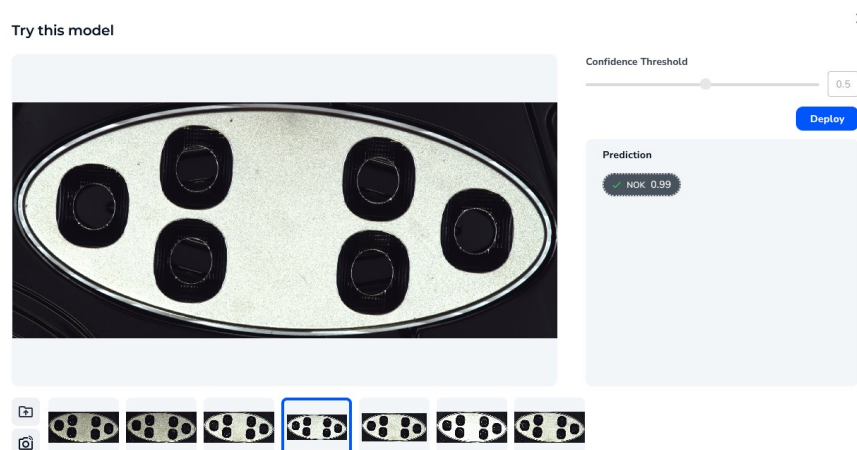 Try this model
Confidence Threshold
0.5
Deploy
Prediction
NOK 0.99